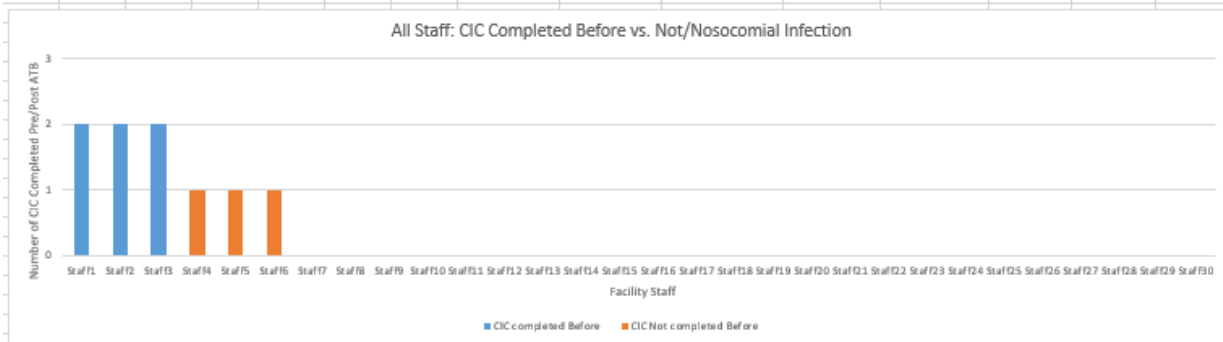 All Staff: CIC Completed Before vs. Not/Nosocomial Infection
Number of CIC Completed Pre/Post ATB
3
2
1
0
Staff1 Staff2 Staff3 Staff4 Staff5 Staff6 Staff7 Staff8 Staff9 Staff10 Staff11 Staff12 Staff13 Staff14 Staff15 Staff16 Staff17 Staff18 Staff19 Staff20 Staff21 Staff22 Staff23 Staff24 Staff25 Staff26 Staff27 Staff28 Staff29 Staff30
Facility Staff
CIC completed Before CIC Not completed Before